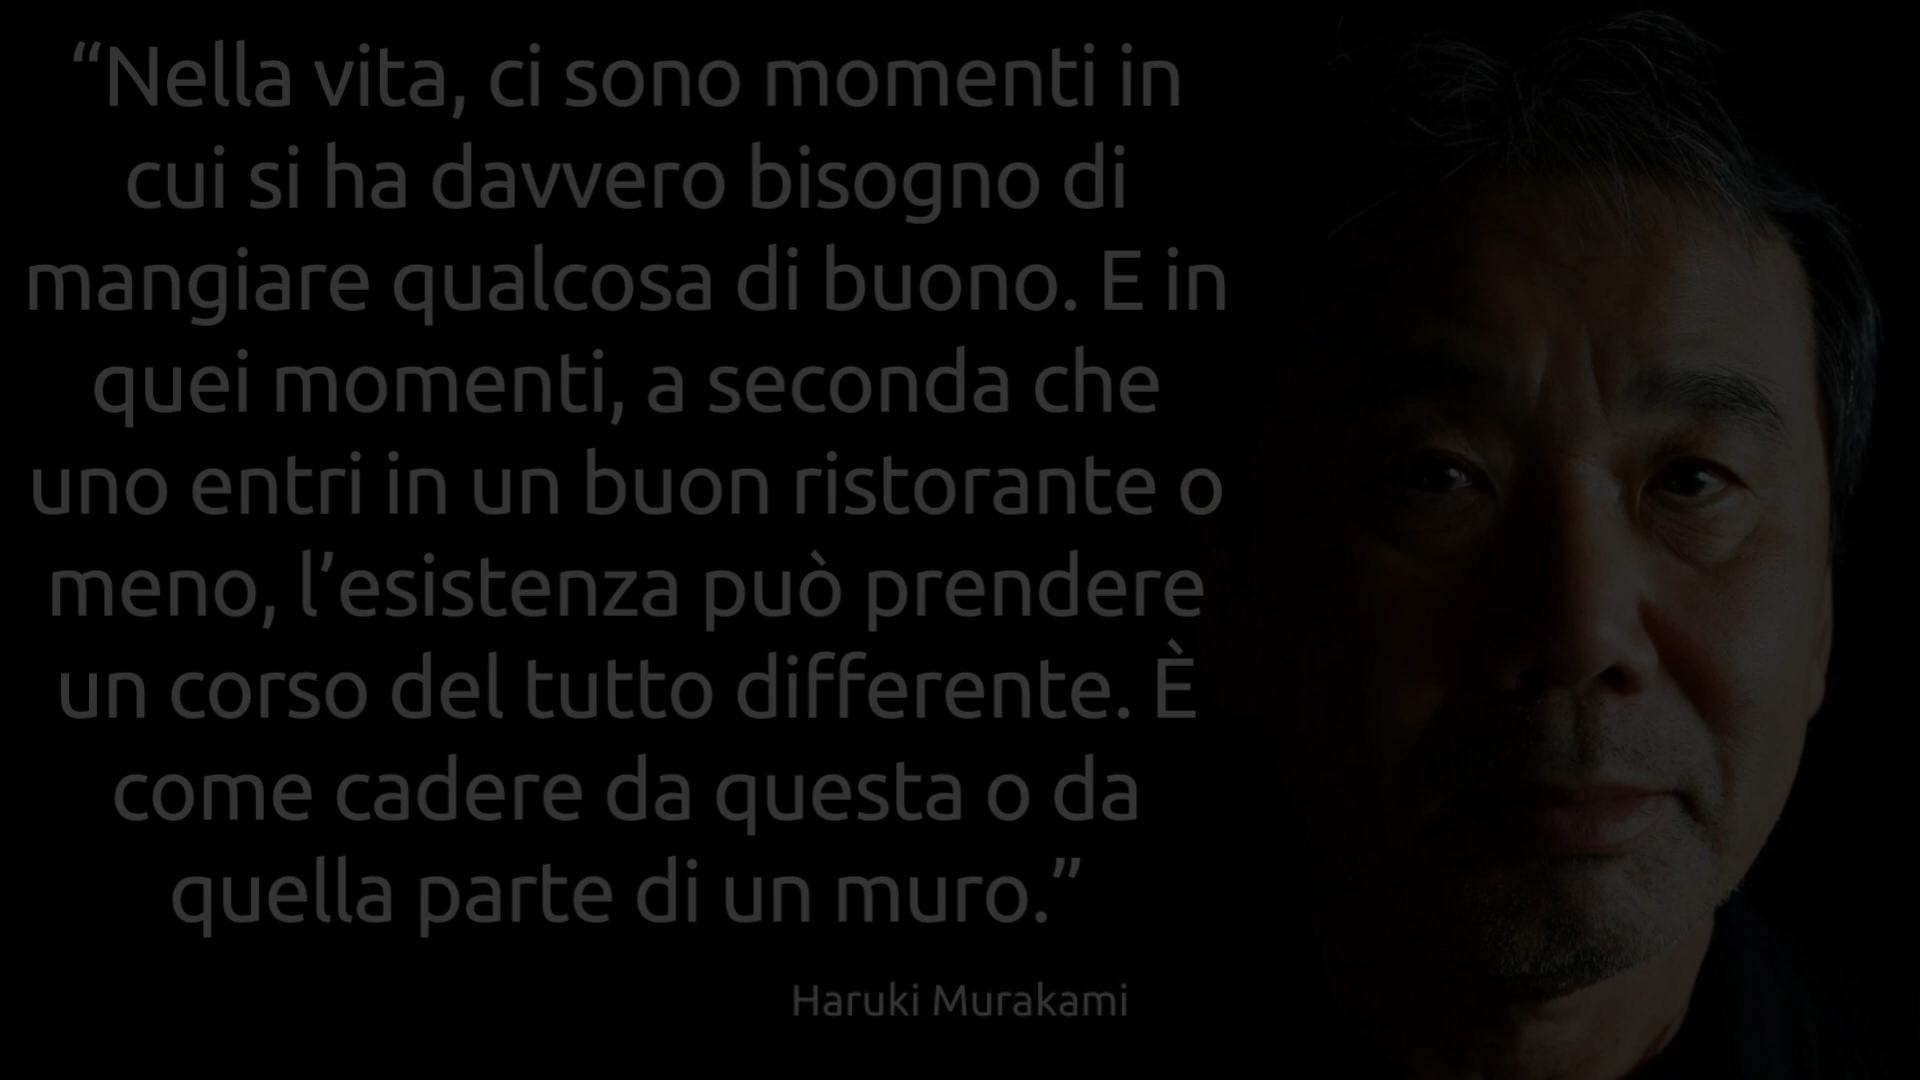 “Nella vita, ci sono momenti in
cui si ha davvero bisogno di
mangiare qualcosa di buono. E in
quei momenti, a seconda che
uno entri in un buon ristorante o
meno, l’esistenza può prendere
un corso del tutto differente. È
come cadere da questa o da
quella parte di un muro.”
Haruki Murakami